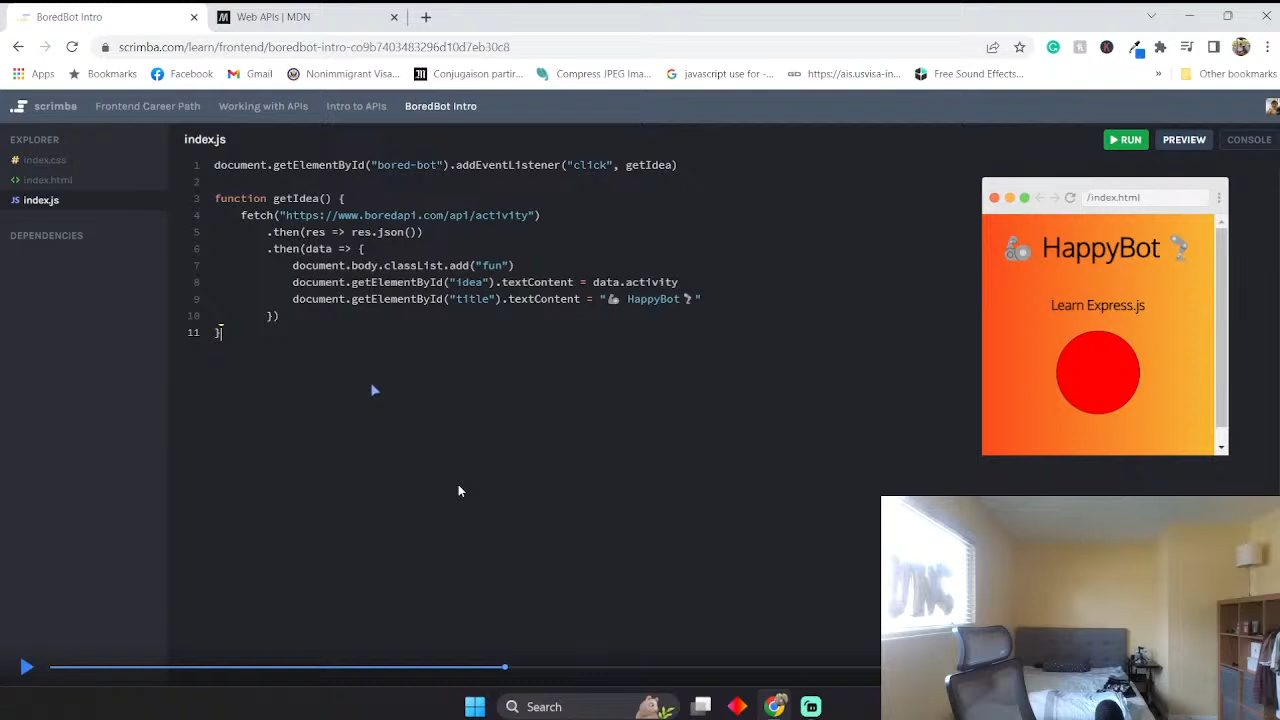 BoredBot Intro
Web APIs | MDN
scrimba.com/learn/frontend/boredbot-intro-co9b7403483296d10d7eb30c8
Apps
Bookmarks
Facebook
Gmail
Nonimmigrant Visa...
Conjugaison partir...
Compress JPEG Ima...
javascript use for -...
https://ais.usvisa-in...
Free Sound Effects...
»
Other bookmarks
scrimba
Frontend Career Path
Working with APIs
Intro to APIs
BoredBot Intro
EXPLORER
index.css
index.html
JS index.js
DEPENDENCIES
index.js
RUN
PREVIEW
CONSOLE
1 document.getElementById("bored-bot").addEventListener("click", getIdea)
2
3 function getIdea() {
4 fetch("https://www.boredapi.com/api/activity")
5 .then(res => res.json())
6 .then(data => {
7 document.body.classList.add("fun")
8 document.getElementById("idea").textContent = data.activity
9 document.getElementById("title").textContent = "🦾 HappyBot🦿"
10 })
11 }
/index.html
🦾 HappyBot 🦿
Learn Express.js
Search